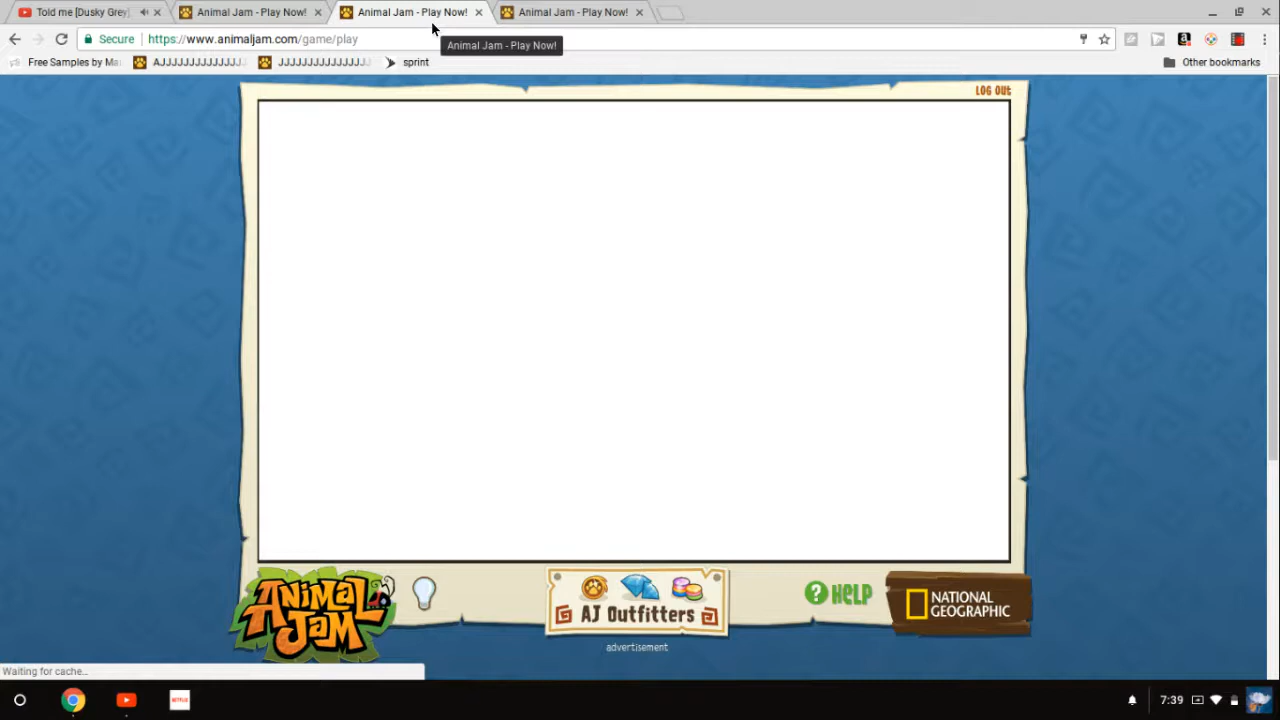 Told me [Dusky Grey]
Animal Jam - Play Now!
Animal Jam - Play Now!
Animal Jam - Play Now!
Secure
https://www.animaljam.com/game/play
Animal Jam - Play Now!
Free Samples by Ma
AJJJJJJJJJJJJJJJ
JJJJJJJJJJJJJJJ
sprint
Other bookmarks
LOG OUT
ANIMAL JAM
AJ Outfitters
HELP
NATIONAL GEOGRAPHIC
advertisement
Waiting for cache...
NETFLIX
7:39